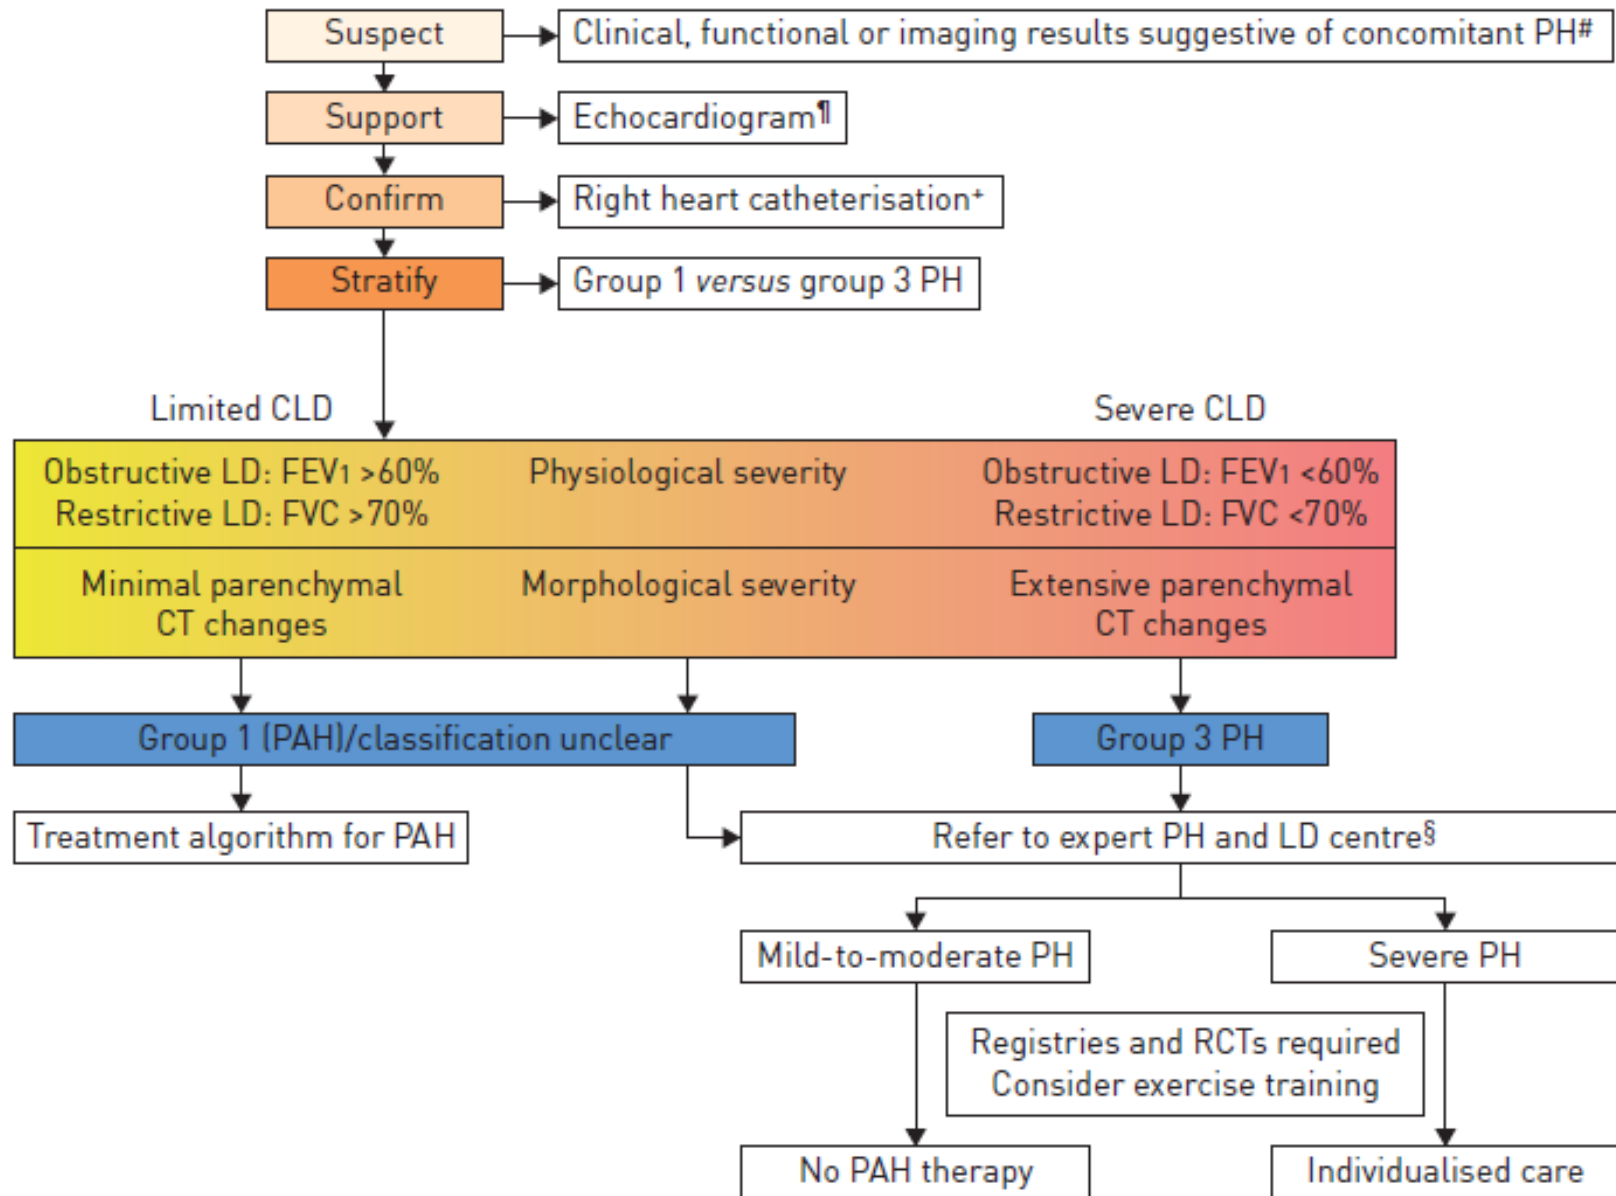 Suspect
Clinical, functional or imaging results suggestive of concomitant PH#
Support
Echocardiogram¶
Confirm
Right heart catheterisation+
Stratify
Group 1 versus group 3 PH
Limited CLD
Severe CLD
Obstructive LD: FEV1 >60%
Restrictive LD: FVC >70%
Physiological severity
Obstructive LD: FEV1 <60%
Restrictive LD: FVC <70%
Minimal parenchymal
CT changes
Morphological severity
Extensive parenchymal
CT changes
Group 1 (PAH)/classification unclear
Group 3 PH
Treatment algorithm for PAH
Refer to expert PH and LD centre§
Mild-to-moderate PH
Severe PH
Registries and RCTs required
Consider exercise training
No PAH therapy
Individualised care